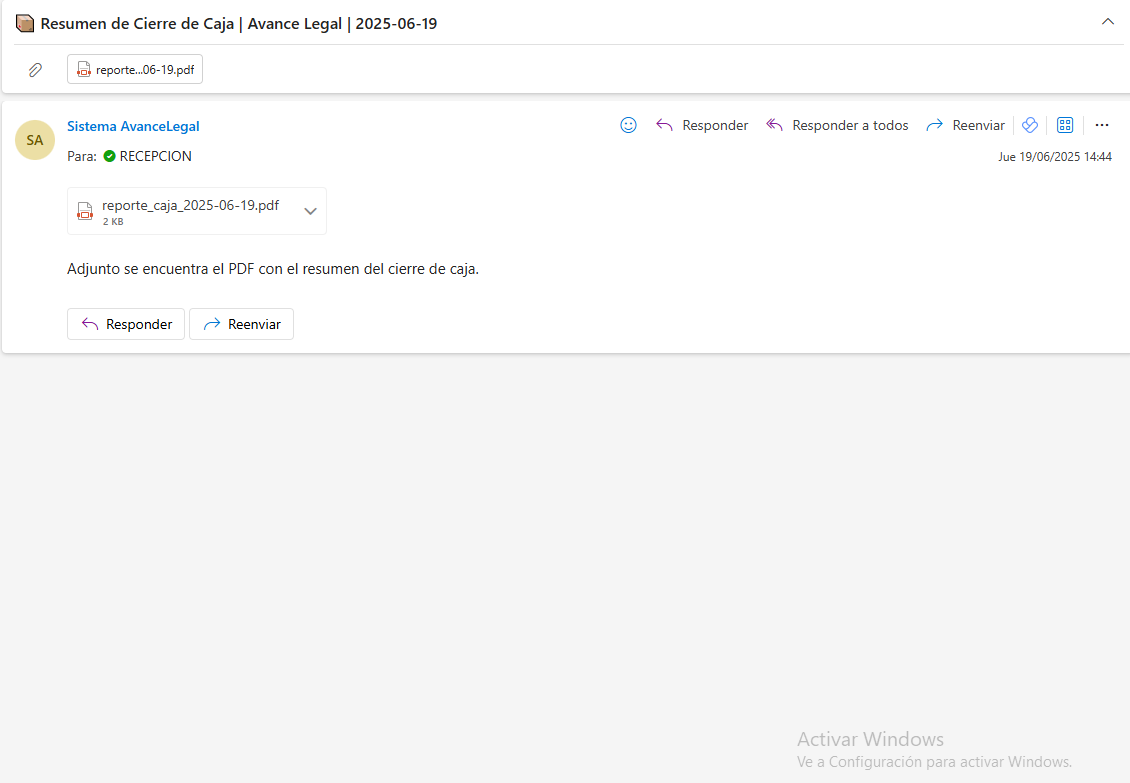 Resumen de Cierre de Caja | Avance Legal | 2025-06-19
reporte...06-19.pdf
SA
Sistema AvanceLegal
Responder
Responder a todos
Reenviar
Para: RECEPCION
Jue 19/06/2025 14:44
reporte_caja_2025-06-19.pdf
2 KB
Adjunto se encuentra el PDF con el resumen del cierre de caja.
Responder
Reenviar
Activar Windows
Ve a Configuración para activar Windows.